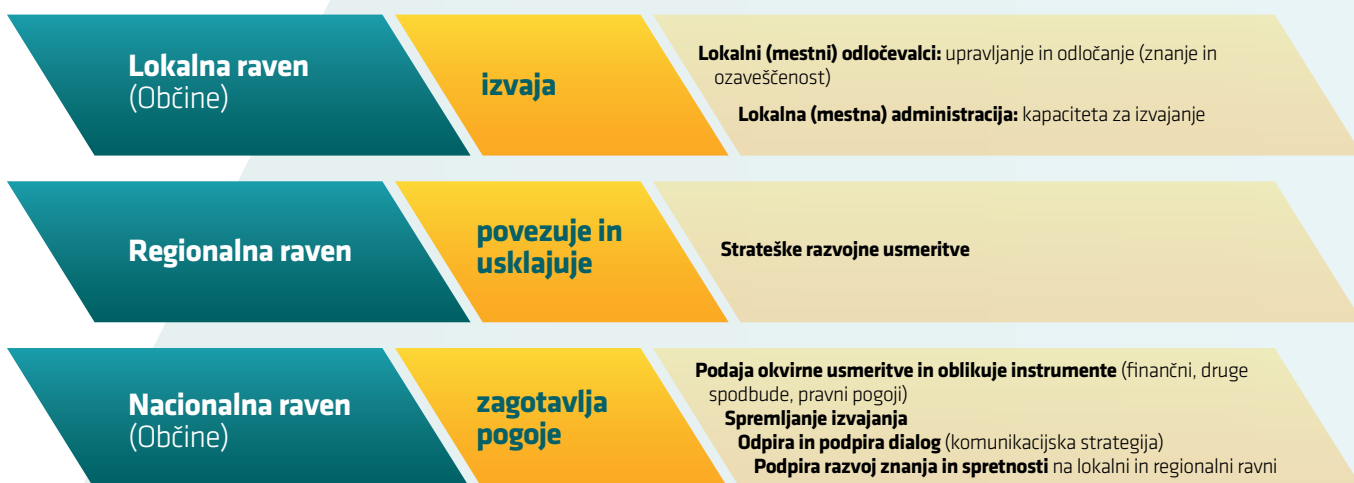 Lokalna raven
(Občine)
izvaja
Lokalni (mestni) odločevalci: upravljanje in odločanje (znanje in
ozaveščenost)
Lokalna (mestna) administracija: kapaciteta za izvajanje
Regionalna raven
povezuje in
usklajuje
Strateške razvojne usmeritve
Nacionalna raven
(Občine)
zagotavlja
pogoje
Podaja okvirne usmeritve in oblikuje instrumente (finančni, druge
spodbude, pravni pogoji)
Spremljanje izvajanja
Odpira in podpira dialog (komunikacijska strategija)
Podpira razvoj znanja in spretnosti na lokalni in regionalni ravni